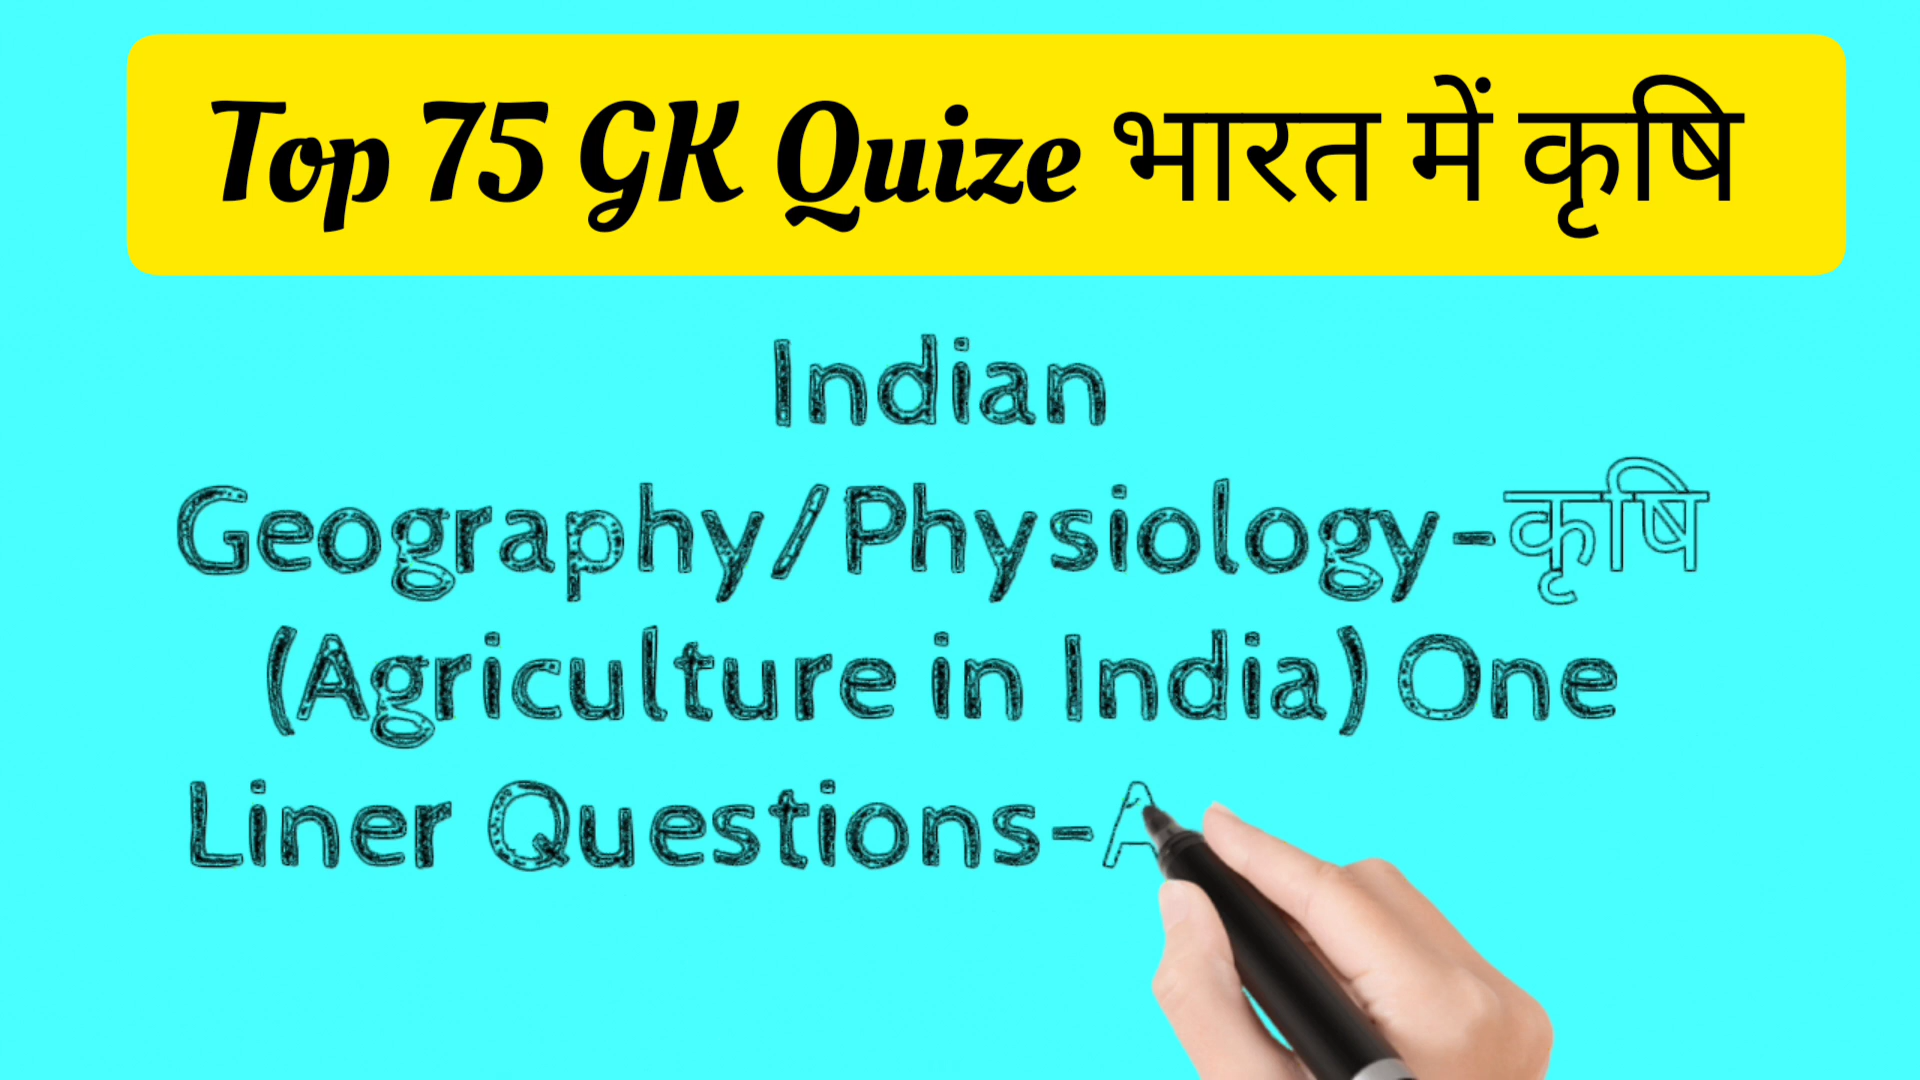 Top 75 GK Quize भारत में कृषि
Indian
Geography/Physiology-कृषि
(Agriculture in India) One
Liner Questions-A